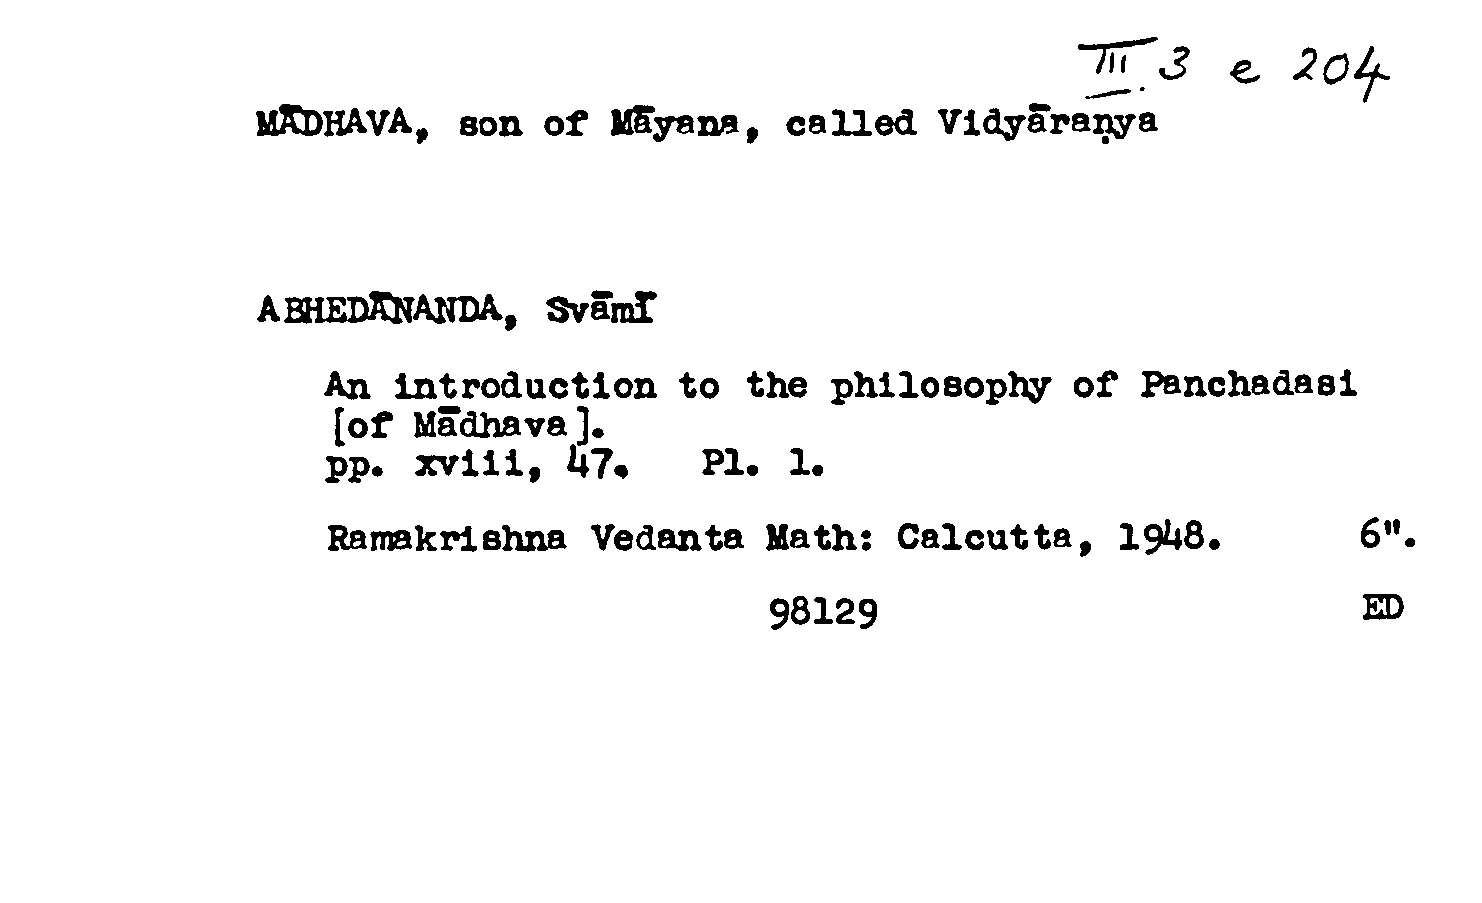 III. 3 e 204
MĀDHAVA, son of Māyana, called Vidyāraṇya
ABHEDĀNANDA, Svāmī
An introduction to the philosophy of Panchadasi
[of Mādhava].
pp. xviii, 47. Pl. 1.
Ramakrishna Vedanta Math: Calcutta, 1948. 6".
98129 ED